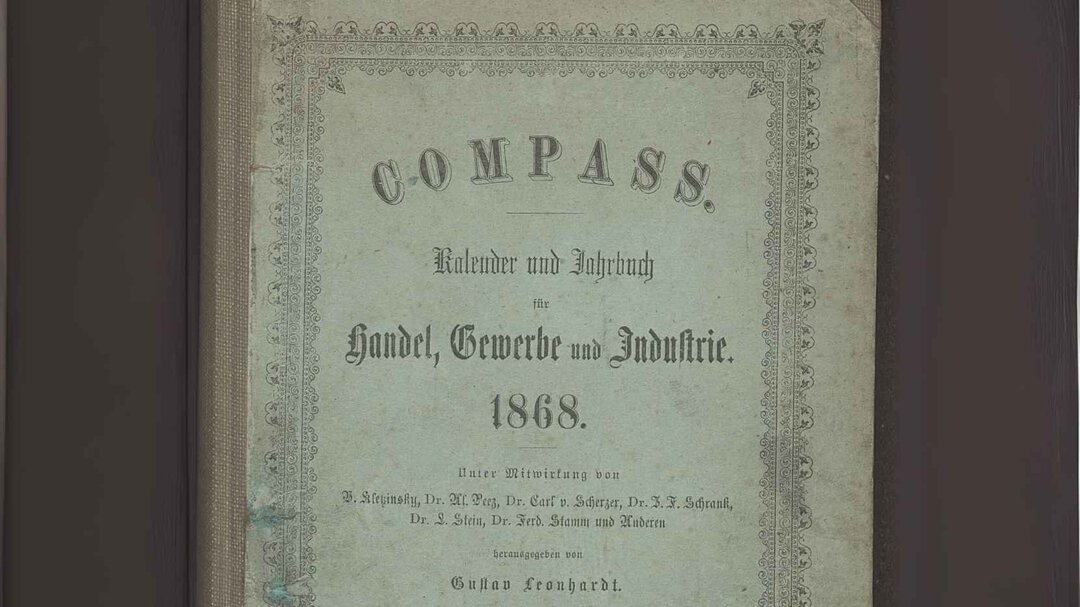 COMPASS.
Kalender und Jahrbuch
für
Handel, Gewerbe und Industrie.
1868.
Unter Mitwirkung von
V. Kletzinsky, Dr. Al. Peez, Dr. Carl v. Scherzer, Dr. J. F. Schrank,
Dr. L. Stein, Dr. Ferd. Stamm und Anderen
herausgegeben von
Gustav Leonhardt.